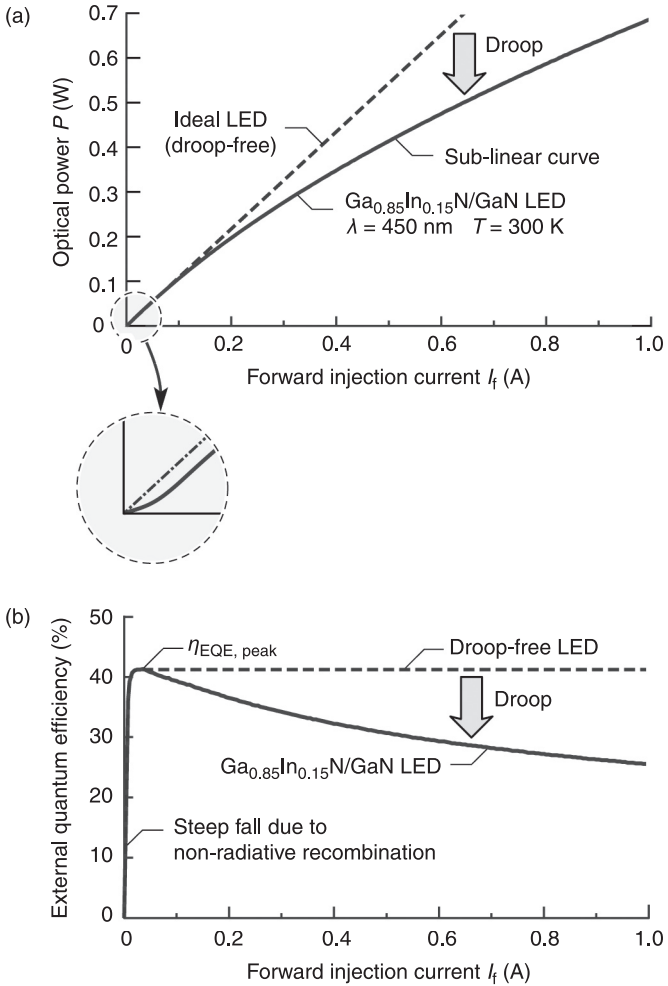 (a)
0.7
0.6
0.5
0.4
0.3
0.2
0.1
0
Optical power P (W)
Droop
Ideal LED
(droop-free)
Sub-linear curve
Ga0.85In0.15N/GaN LED
λ = 450 nm T = 300 K
0 0.2 0.4 0.6 0.8 1.0
Forward injection current If (A)
(b)
50
40
30
20
10
0
External quantum efficiency (%)
ηEQE, peak
Droop-free LED
Droop
Ga0.85In0.15N/GaN LED
Steep fall due to
non-radiative recombination
0 0.2 0.4 0.6 0.8 1.0
Forward injection current If (A)